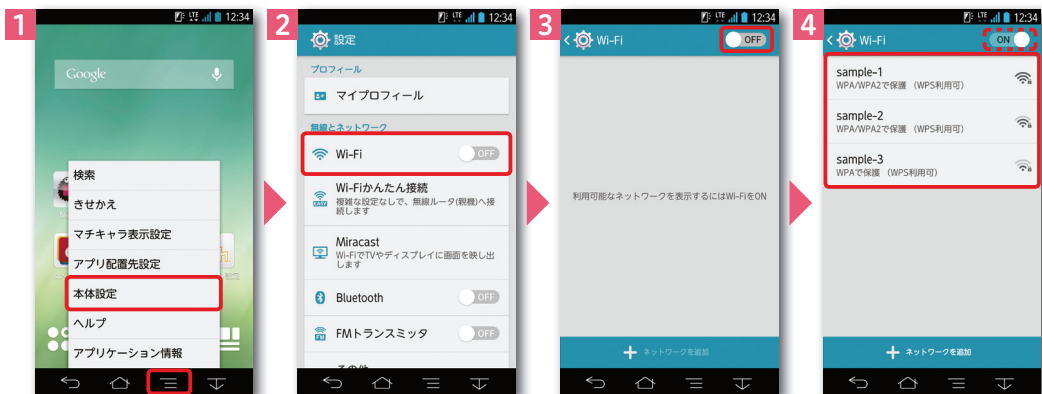 1
12:34
Google
検索
きせかえ
マチキャラ表示設定
アプリ配置先設定
本体設定
ヘルプ
アプリケーション情報
2
LTE 12:34
設定
プロフィール
マイプロフィール
無線とネットワーク
Wi-Fi OFF
Wi-Fiかんたん接続
複雑な設定なしで、無線ルータ(親機)へ接
続します
Miracast
Wi-FiでTVやディスプレイに画面を映し出
します
Bluetooth OFF
FMトランスミッタ OFF
3
LTE 12:34
Wi-Fi OFF
利用可能なネットワークを表示するにはWi-FiをON
ネットワークを追加
4
LTE 12:34
Wi-Fi ON
sample-1
WPA/WPA2で保護 (WPS利用可)
sample-2
WPA/WPA2で保護 (WPS利用可)
sample-3
WPAで保護 (WPS利用可)
ネットワークを追加